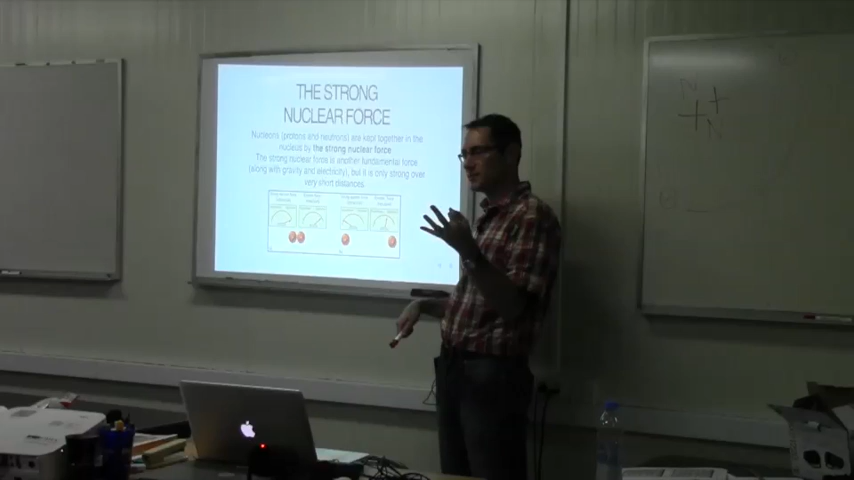 THE STRONG
NUCLEAR FORCE
Nucleons (protons and neutrons) are kept together in the
nucleus by the strong nuclear force
The strong nuclear force is another fundamental force
(along with gravity and electricity), but it is only strong over
very short distances.
N +
+ N